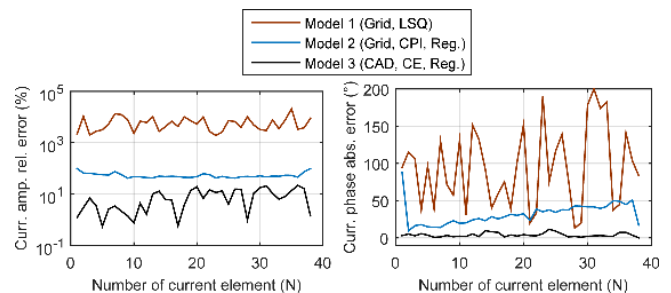 Model 1 (Grid, LSQ)
Model 2 (Grid, CPI, Reg.)
Model 3 (CAD, CE, Reg.)
Curr. amp. rel. error (%)
10^5
10^3
10^1
10^-1
0 10 20 30 40
Number of current element (N)
Curr. phase abs. error (°)
200
150
100
50
0
0 10 20 30 40
Number of current element (N)